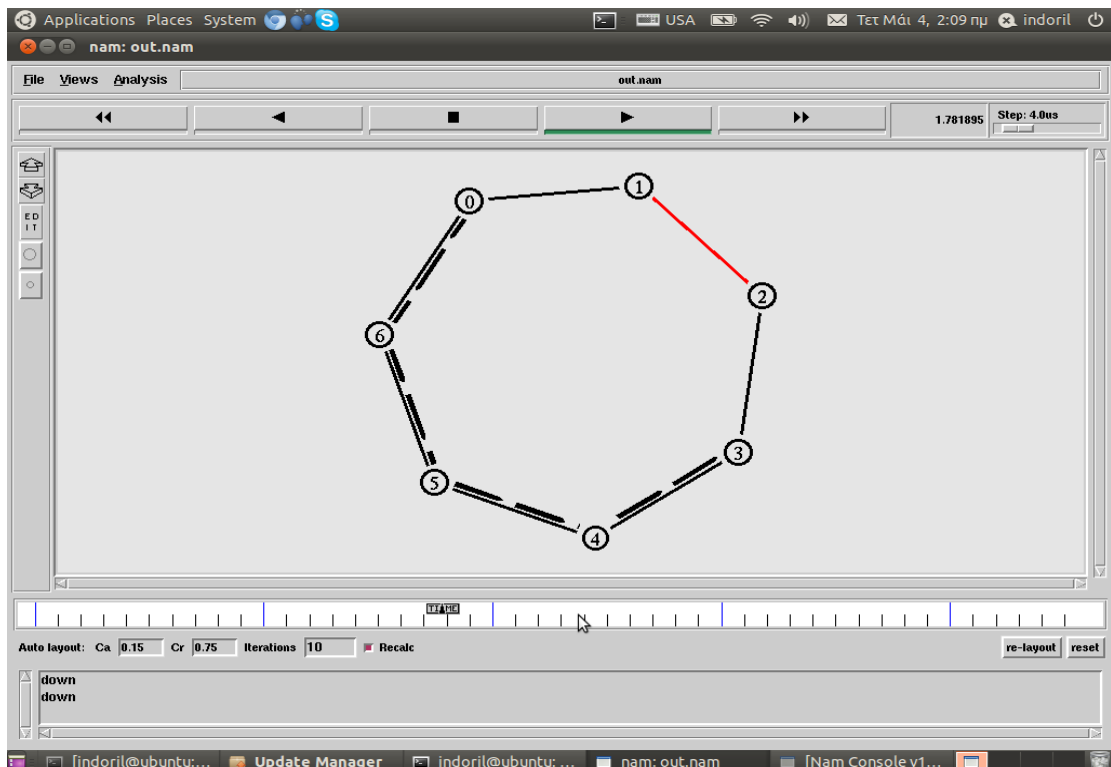 Applications Places System USA Τετ Μάι 4, 2:09 πμ indoril
nam: out.nam
File Views Analysis out.nam
1.781895 Step: 4.0us
E D
I T
0
1
2
6
3
5
4
TIME
Auto layout: Ca 0.15 Cr 0.75 Iterations 10 Recalc re-layout reset
down
down
[indoril@ubuntu:... Update Manager indoril@ubuntu: ... nam: out.nam [Nam Console v1...